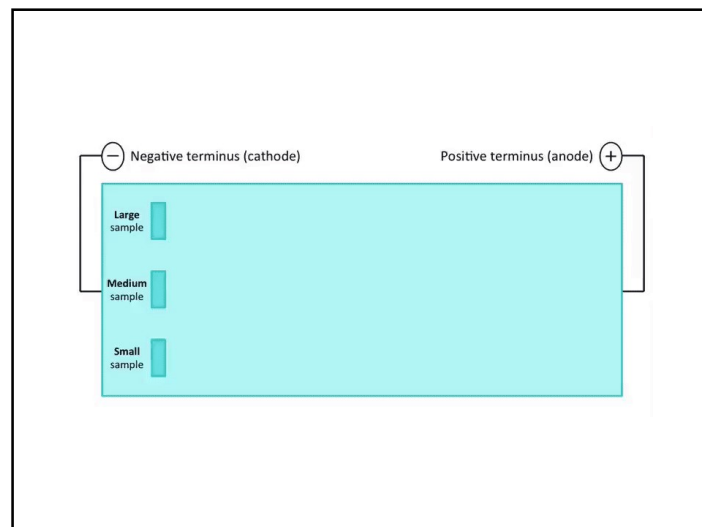 − Negative terminus (cathode)
Positive terminus (anode) +
Large
sample
Medium
sample
Small
sample